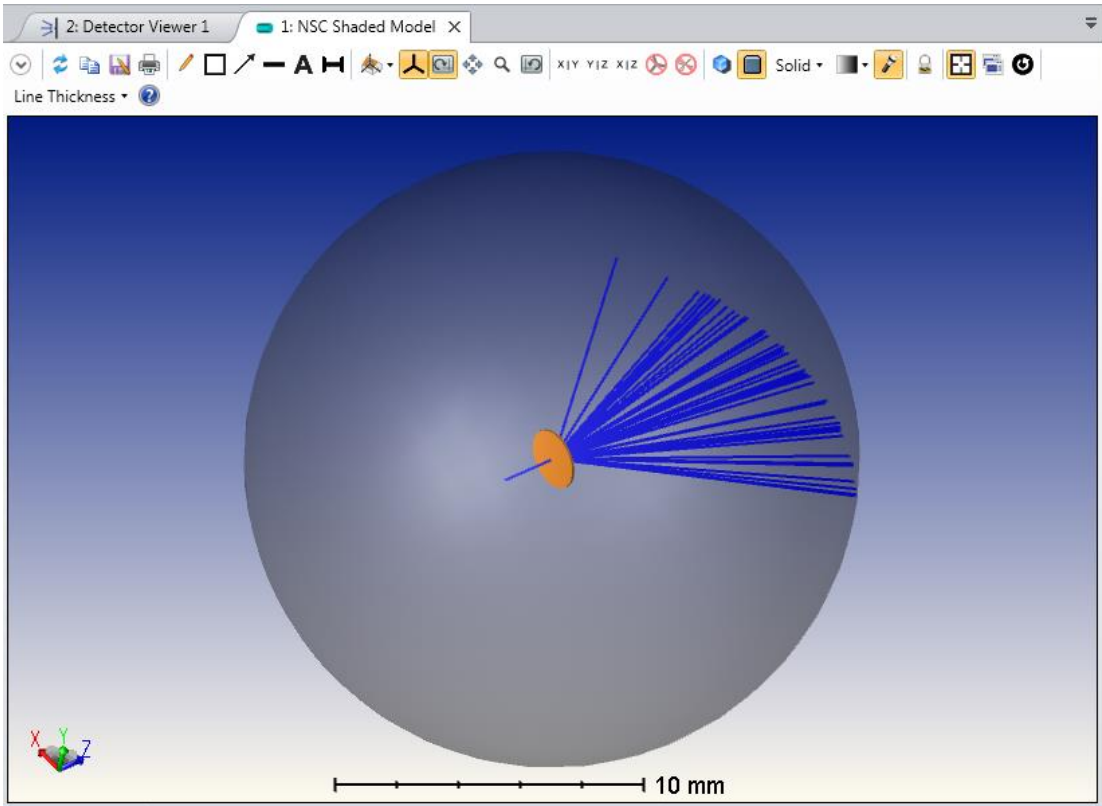 2: Detector Viewer 1
1: NSC Shaded Model X
A
X|Y Y|Z X|Z
Solid
Line Thickness
?
X
Y
Z
10 mm